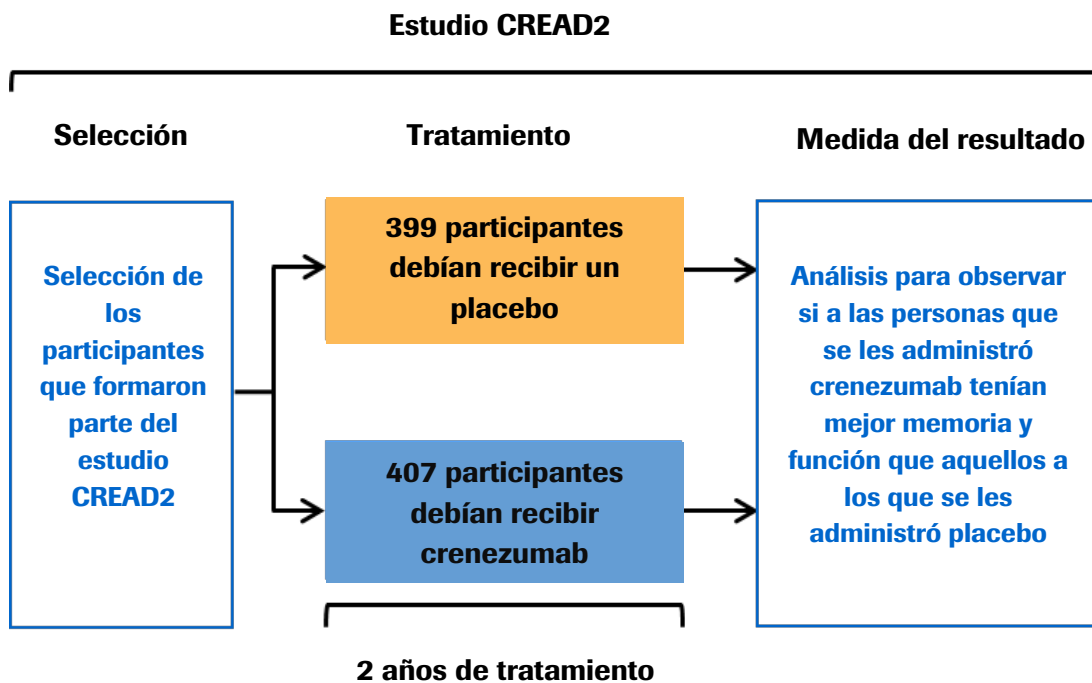 Estudio CREAD2
Selección
Tratamiento
Medida del resultado
Selección de
los
participantes
que formaron
parte del
estudio
CREAD2
399 participantes
debían recibir un
placebo
407 participantes
debían recibir
crenezumab
Análisis para observar
si a las personas que
se les administró
crenezumab tenían
mejor memoria y
función que aquellos a
los que se les
administró placebo
2 años de tratamiento